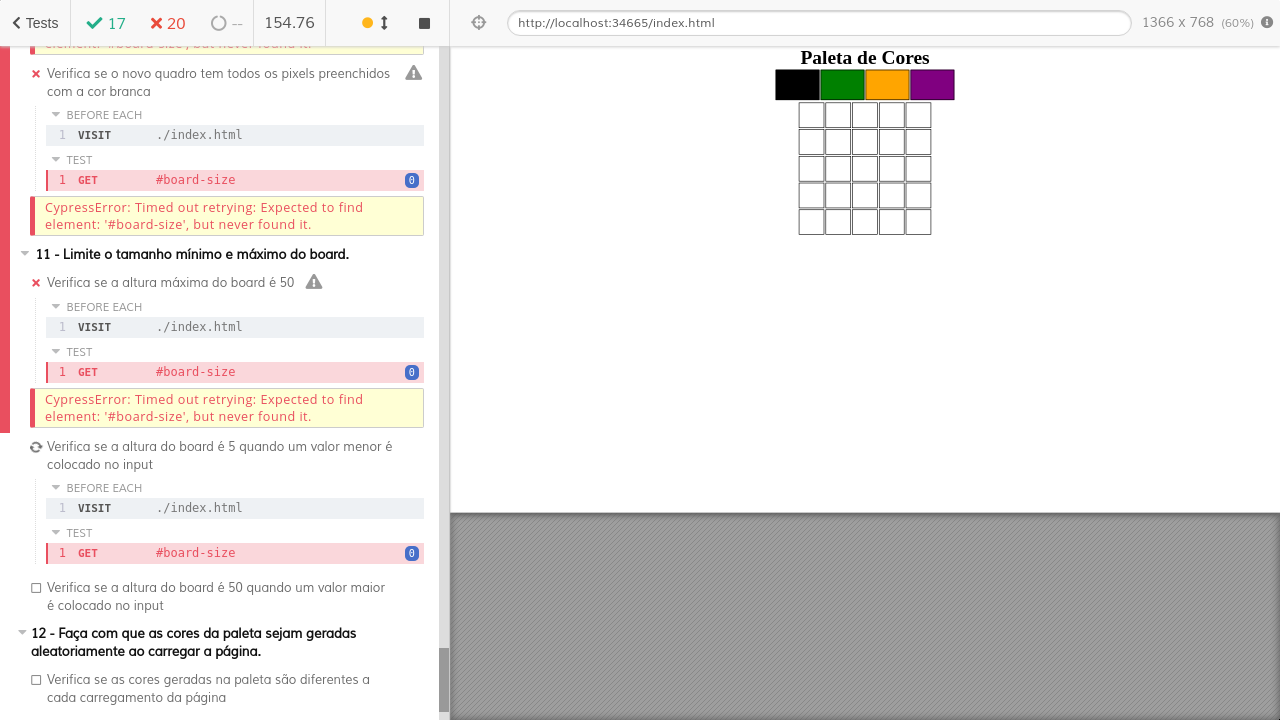 Tests 17 20 -- 154.76 http://localhost:34665/index.html 1366 x 768 (60%)
element: '#board-size', but never found it.
Verifica se o novo quadro tem todos os pixels preenchidos
com a cor branca
BEFORE EACH
1 VISIT ./index.html
TEST
1 GET #board-size 0
CypressError: Timed out retrying: Expected to find
element: '#board-size', but never found it.
11 - Limite o tamanho mínimo e máximo do board.
Verifica se a altura máxima do board é 50
BEFORE EACH
1 VISIT ./index.html
TEST
1 GET #board-size 0
CypressError: Timed out retrying: Expected to find
element: '#board-size', but never found it.
Verifica se a altura do board é 5 quando um valor menor é
colocado no input
BEFORE EACH
1 VISIT ./index.html
TEST
1 GET #board-size 0
Verifica se a altura do board é 50 quando um valor maior
é colocado no input
12 - Faça com que as cores da paleta sejam geradas
aleatoriamente ao carregar a página.
Verifica se as cores geradas na paleta são diferentes a
cada carregamento da página
Paleta de Cores